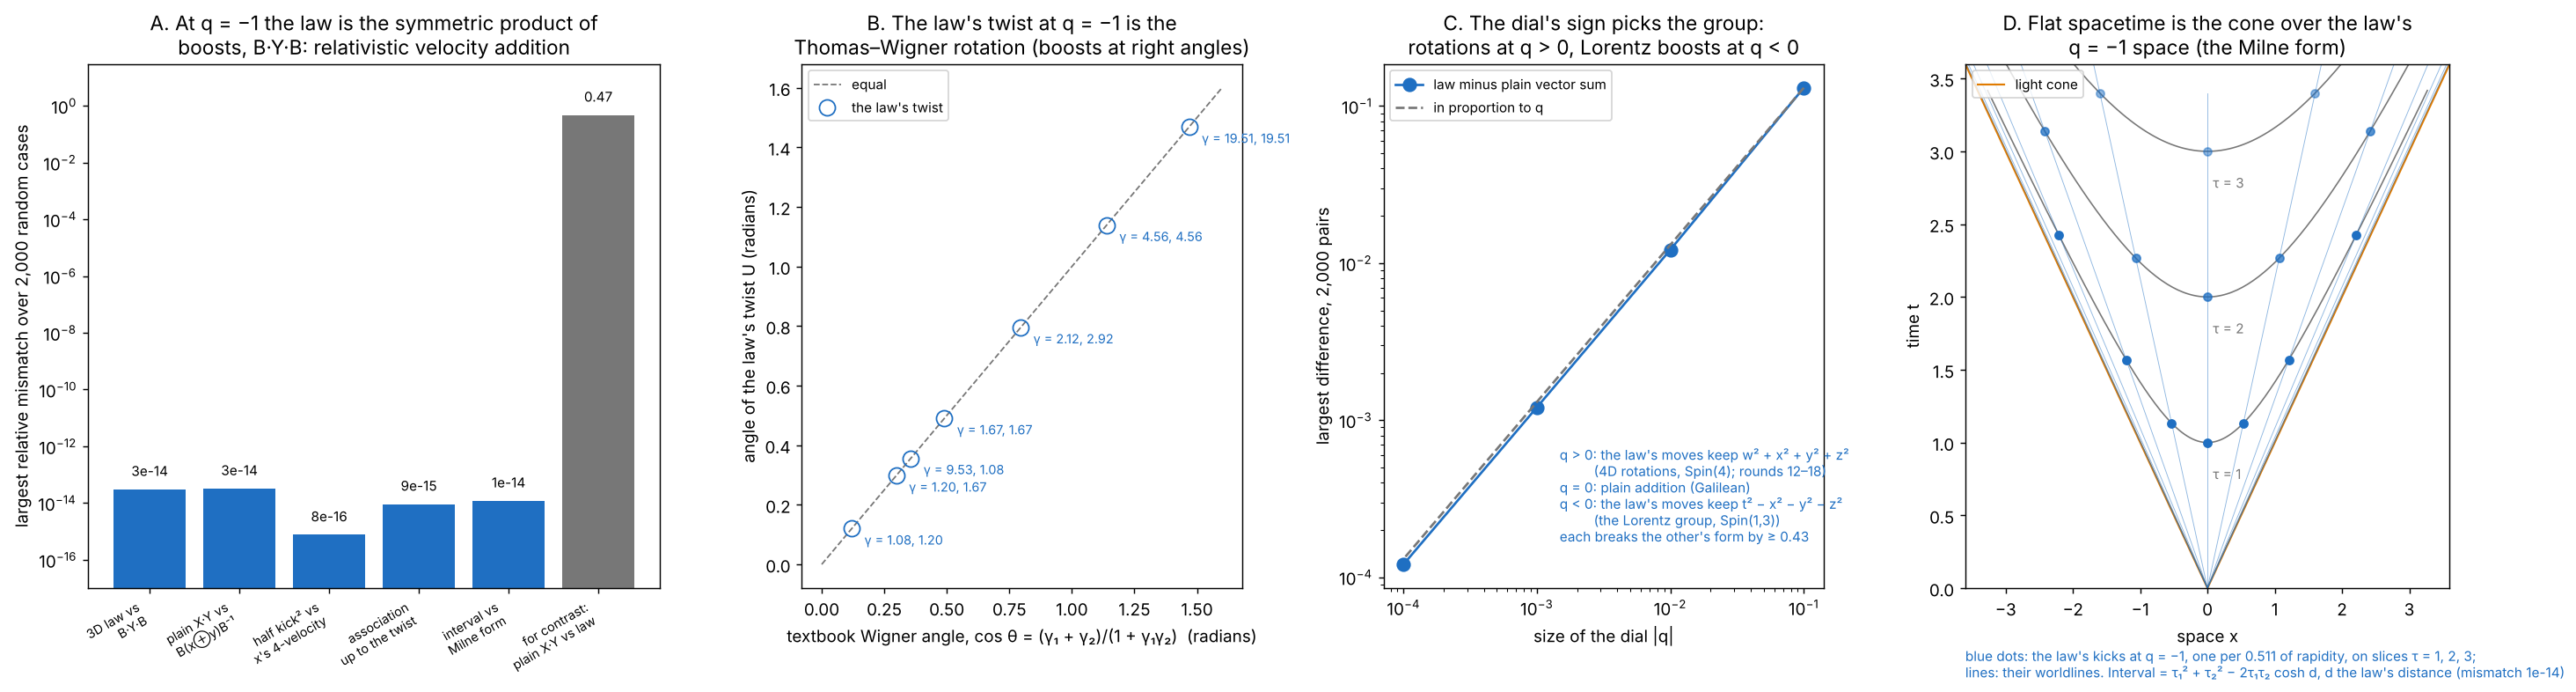 A. At q = −1 the law is the symmetric product of
boosts, B·Y·B: relativistic velocity addition
largest relative mismatch over 2,000 random cases
10⁰
10⁻²
10⁻⁴
10⁻⁶
10⁻⁸
10⁻¹⁰
10⁻¹²
10⁻¹⁴
10⁻¹⁶
3e-14
3e-14
8e-16
9e-15
1e-14
0.47
3D law vs
B·Y·B
plain X·Y vs
B(x⊕y)B⁻¹
half kick² vs
x's 4-velocity
association
up to the twist
interval vs
Milne form
for contrast:
plain X·Y vs law
B. The law's twist at q = −1 is the
Thomas–Wigner rotation (boosts at right angles)
equal
the law's twist
angle of the law's twist U (radians)
1.6
1.4
1.2
1.0
0.8
0.6
0.4
0.2
0.0
γ = 19.51, 19.51
γ = 4.56, 4.56
γ = 2.12, 2.92
γ = 1.67, 1.67
γ = 9.53, 1.08
γ = 1.20, 1.67
γ = 1.08, 1.20
0.00 0.25 0.50 0.75 1.00 1.25 1.50
textbook Wigner angle, cos θ = (γ₁ + γ₂)/(1 + γ₁γ₂) (radians)
C. The dial's sign picks the group:
rotations at q > 0, Lorentz boosts at q < 0
law minus plain vector sum
in proportion to q
largest difference, 2,000 pairs
10⁻¹
10⁻²
10⁻³
10⁻⁴
q > 0: the law's moves keep w² + x² + y² + z²
(4D rotations, Spin(4); rounds 12–18)
q = 0: plain addition (Galilean)
q < 0: the law's moves keep t² − x² − y² − z²
(the Lorentz group, Spin(1,3))
each breaks the other's form by ≥ 0.43
10⁻⁴ 10⁻³ 10⁻² 10⁻¹
size of the dial |q|
D. Flat spacetime is the cone over the law's
q = −1 space (the Milne form)
light cone
time t
3.5
3.0
2.5
2.0
1.5
1.0
0.5
0.0
τ = 3
τ = 2
τ = 1
−3 −2 −1 0 1 2 3
space x
blue dots: the law's kicks at q = −1, one per 0.511 of rapidity, on slices τ = 1, 2, 3;
lines: their worldlines. Interval = τ₁² + τ₂² − 2τ₁τ₂ cosh d, d the law's distance (mismatch 1e-14)